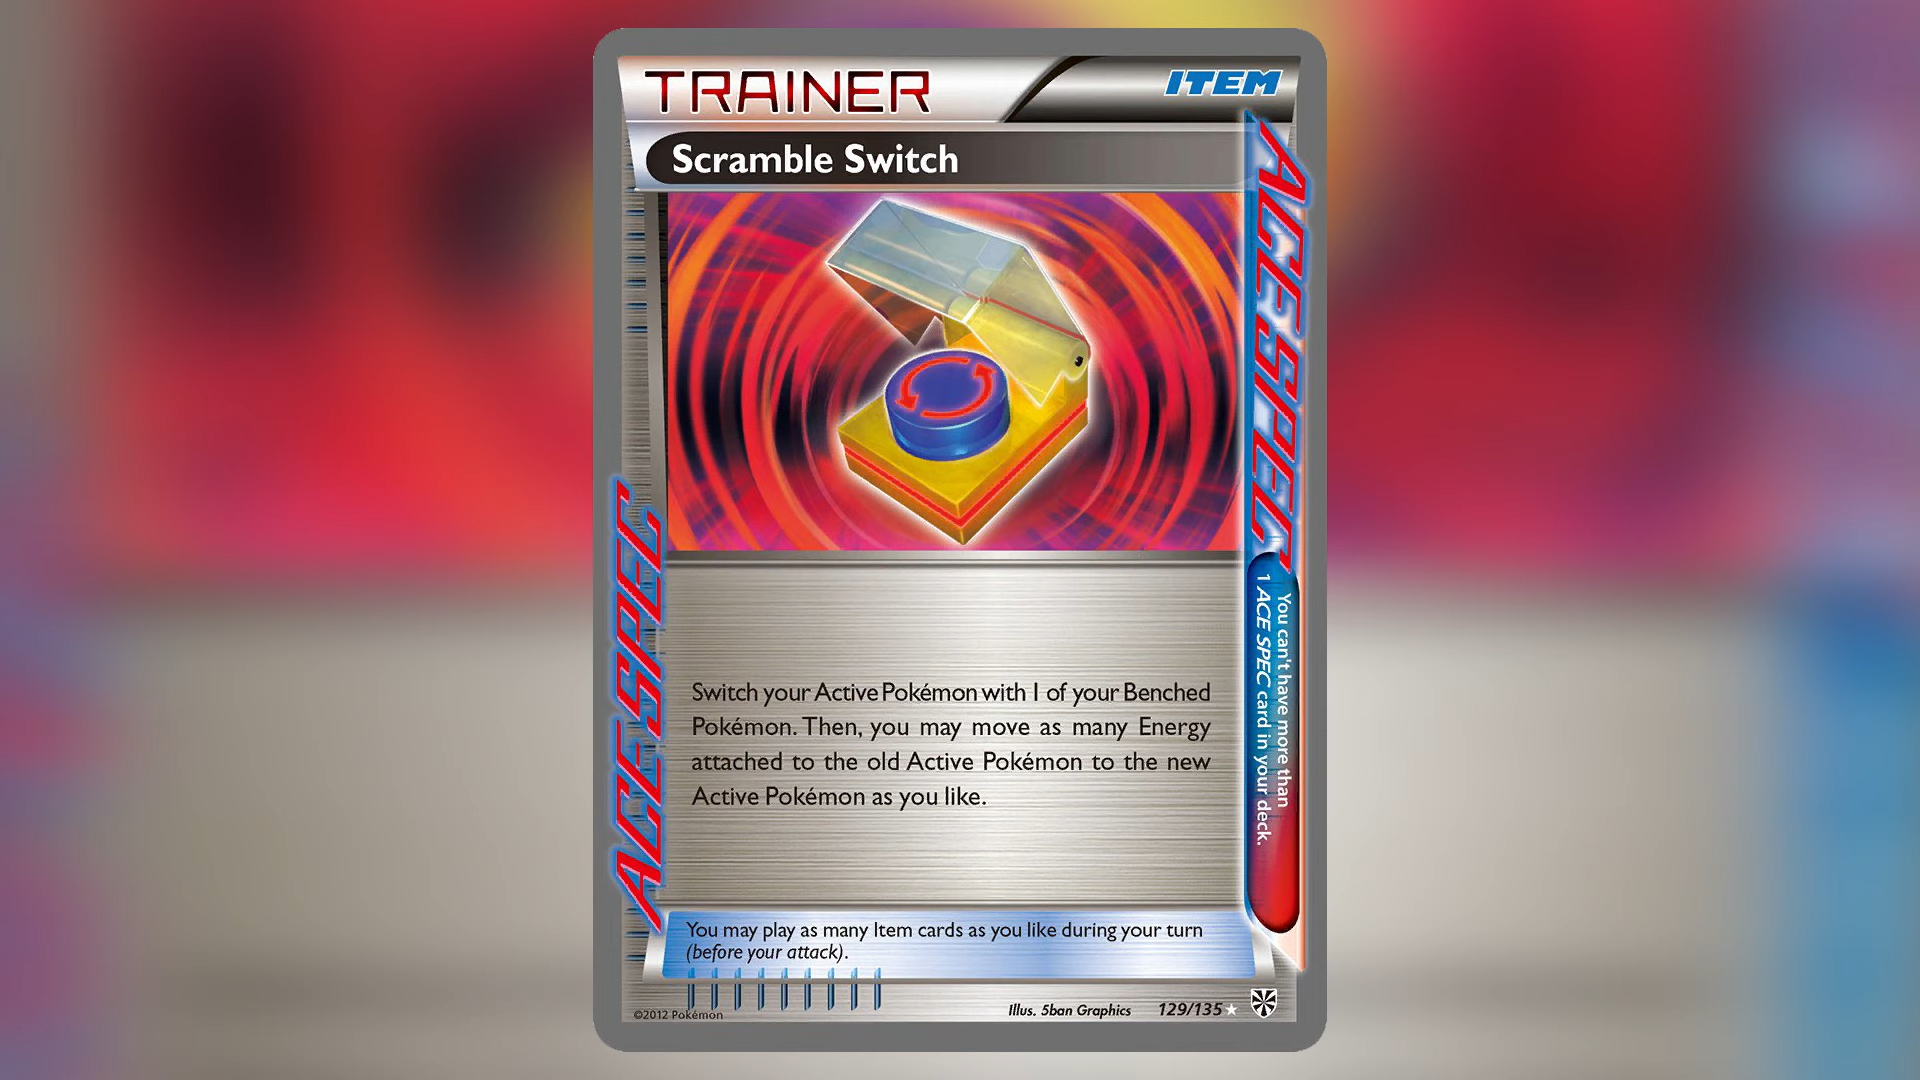 TRAINER
ITEM
Scramble Switch
ACE SPEC
ACE SPEC
You can't have more than
1 ACE SPEC card in your deck.
Switch your Active Pokémon with 1 of your Benched
Pokémon. Then, you may move as many Energy
attached to the old Active Pokémon to the new
Active Pokémon as you like.
You may play as many Item cards as you like during your turn
(before your attack).
©2012 Pokémon
Illus. 5ban Graphics
129/135